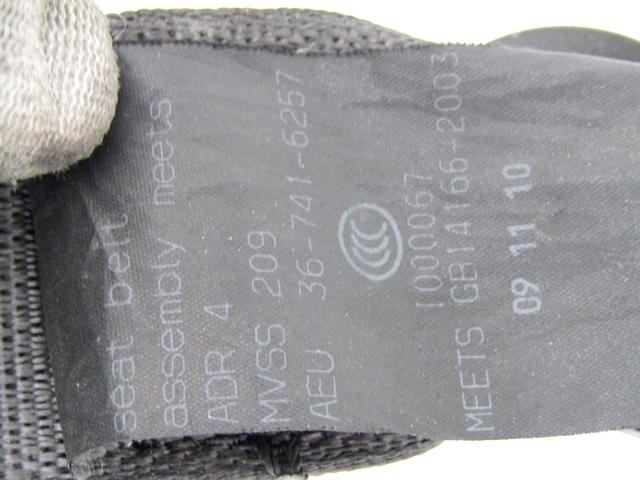 seat belt
assembly meets
ADR 4
MVSS 209
AEU 36-741-6257
CCC
1000067
MEETS GB14166-2003
09 11 10